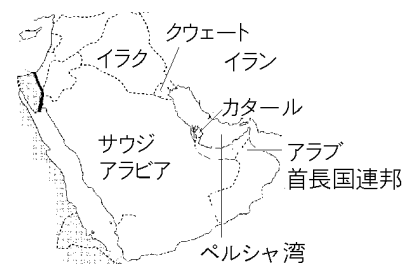 クウェート
イラク
イラン
カタール
サウジ
アラビア
アラブ
首長国連邦
ペルシャ湾